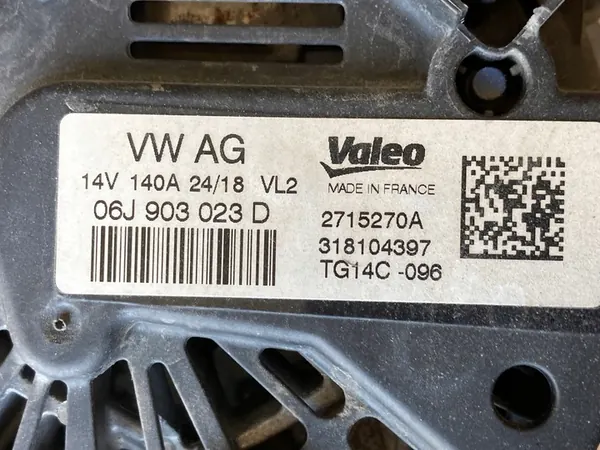 VW AG
14V 140A 24/18 VL2
06J 903 023 D
Valeo
MADE IN FRANCE
2715270A
318104397
TG14C -096